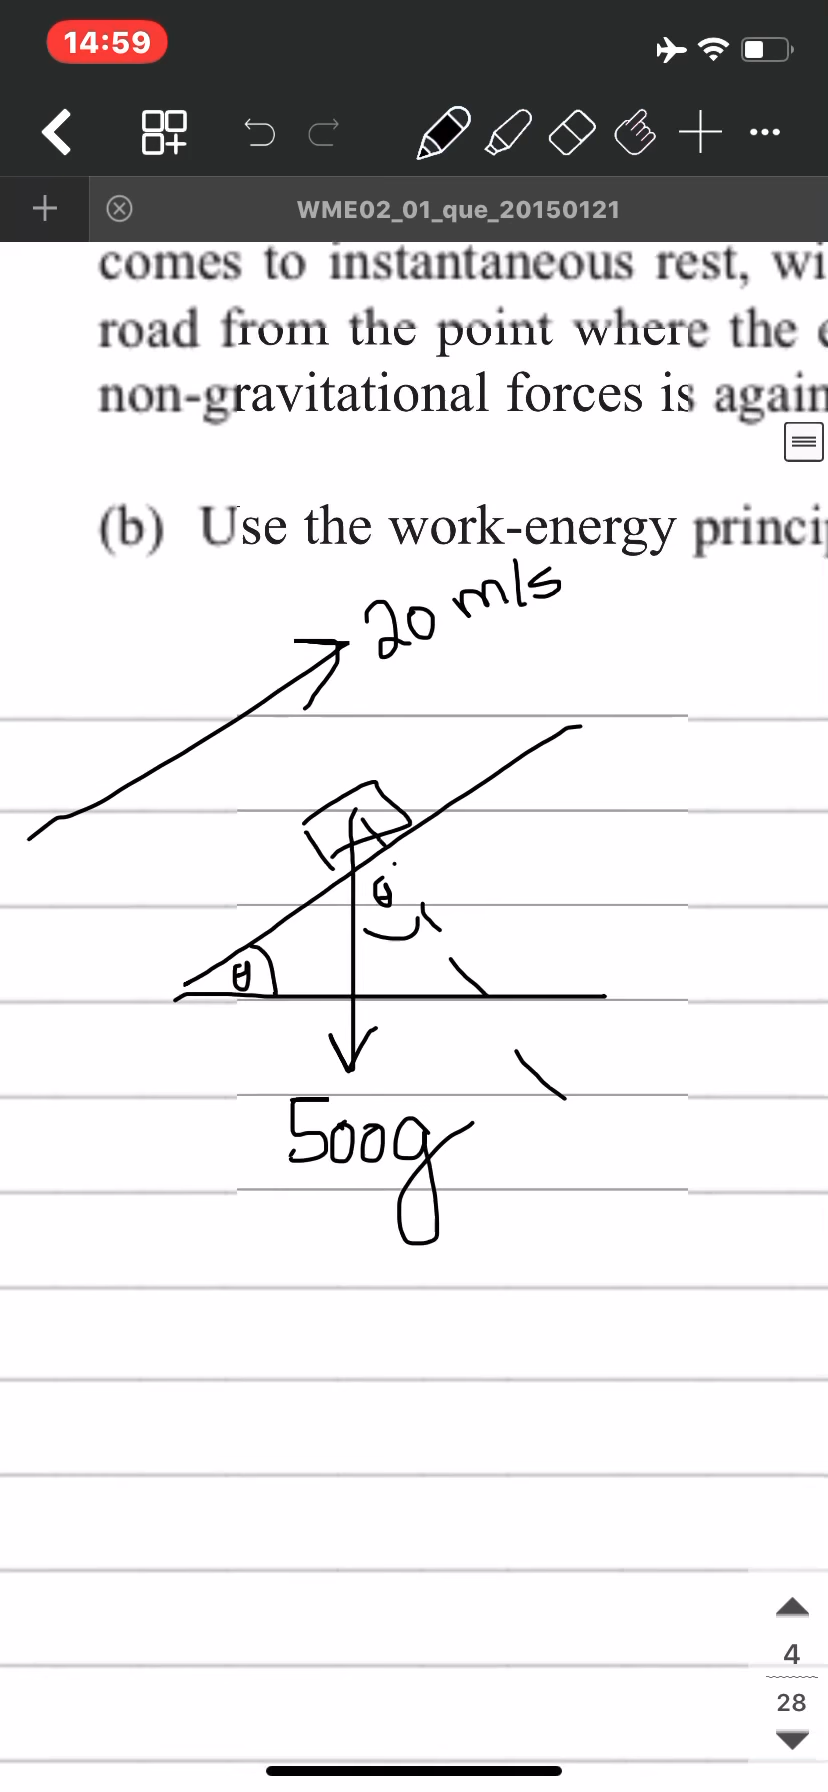 14:59
WME02_01_que_20150121
comes to instantaneous rest, wi
road from the point where the
non-gravitational forces is again
(b) Use the work-energy princip
20 m/s
θ
θ
500g
4
28